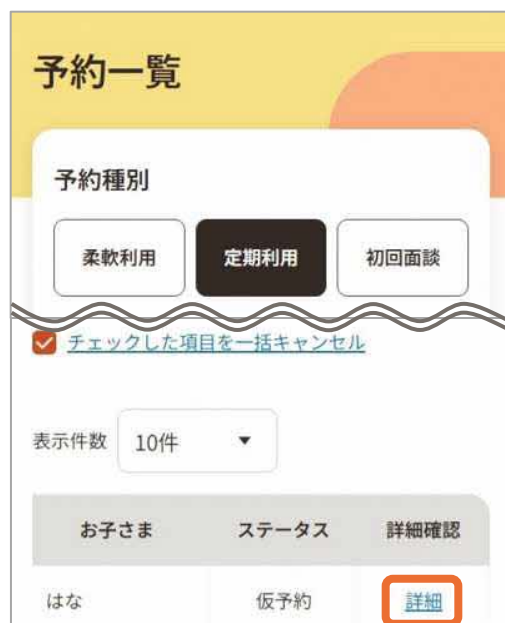 予約一覧
予約種別
柔軟利用 定期利用 初回面談
チェックした項目を一括キャンセル
表示件数 10件
お子さま ステータス 詳細確認
はな 仮予約 詳細